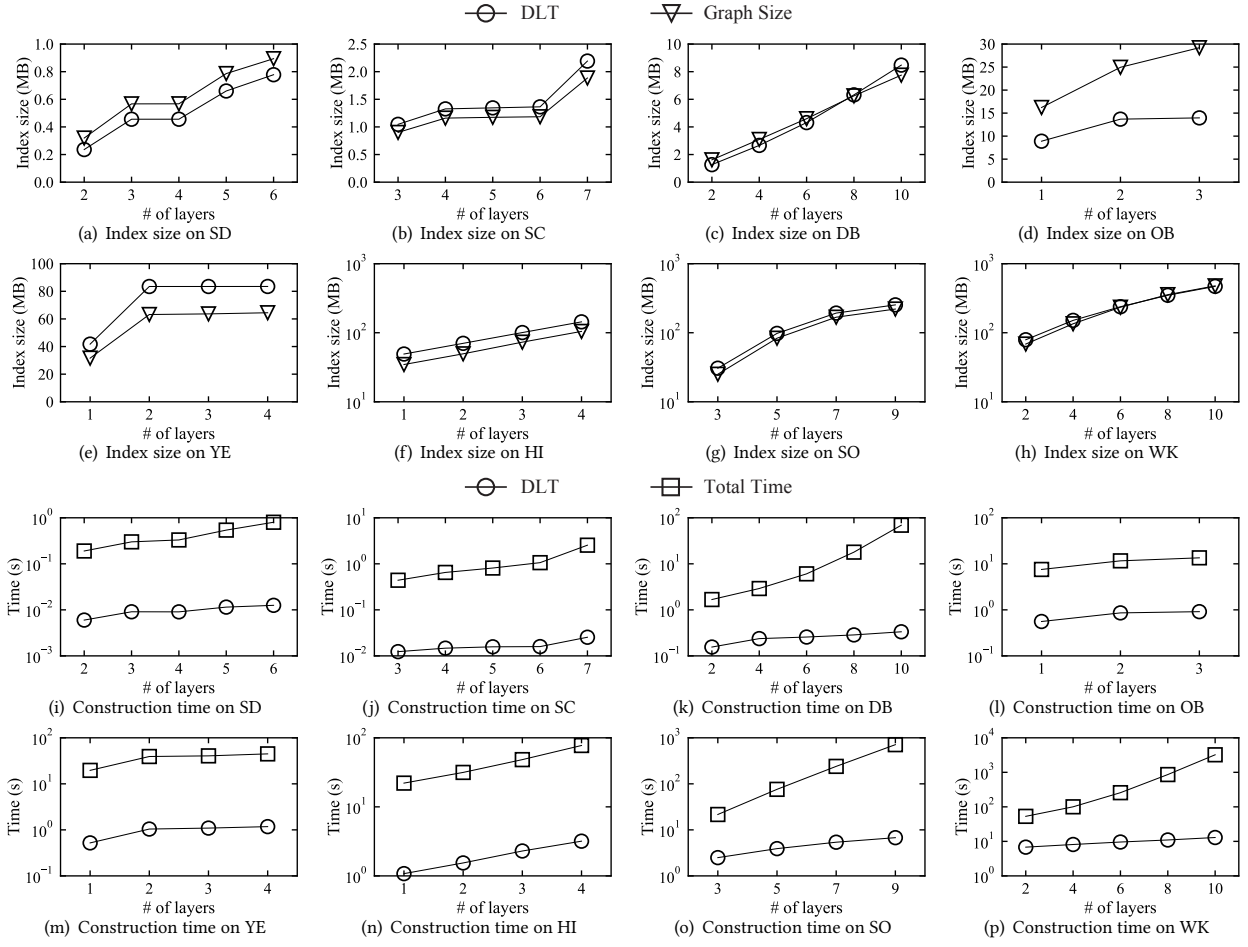 DLT Graph Size
1.0 0.8 0.6 0.4 0.2 0.0
Index size (MB)
2 3 4 5 6
# of layers
(a) Index size on SD
2.5 2.0 1.5 1.0 0.5 0.0
Index size (MB)
3 4 5 6 7
# of layers
(b) Index size on SC
10 8 6 4 2 0
Index size (MB)
2 4 6 8 10
# of layers
(c) Index size on DB
30 25 20 15 10 5 0
Index size (MB)
1 2 3
# of layers
(d) Index size on OB
100 80 60 40 20 0
Index size (MB)
1 2 3 4
# of layers
(e) Index size on YE
10³ 10² 10¹
Index size (MB)
1 2 3 4
# of layers
(f) Index size on HI
10³ 10² 10¹
Index size (MB)
3 5 7 9
# of layers
(g) Index size on SO
10³ 10² 10¹
Index size (MB)
2 4 6 8 10
# of layers
(h) Index size on WK
DLT Total Time
10⁰ 10⁻¹ 10⁻² 10⁻³
Time (s)
2 3 4 5 6
# of layers
(i) Construction time on SD
10¹ 10⁰ 10⁻¹ 10⁻²
Time (s)
3 4 5 6 7
# of layers
(j) Construction time on SC
10² 10¹ 10⁰ 10⁻¹
Time (s)
2 4 6 8 10
# of layers
(k) Construction time on DB
10² 10¹ 10⁰ 10⁻¹
Time (s)
1 2 3
# of layers
(l) Construction time on OB
10² 10¹ 10⁰ 10⁻¹
Time (s)
1 2 3 4
# of layers
(m) Construction time on YE
10² 10¹ 10⁰
Time (s)
1 2 3 4
# of layers
(n) Construction time on HI
10³ 10² 10¹ 10⁰
Time (s)
3 5 7 9
# of layers
(o) Construction time on SO
10⁴ 10³ 10² 10¹ 10⁰
Time (s)
2 4 6 8 10
# of layers
(p) Construction time on WK